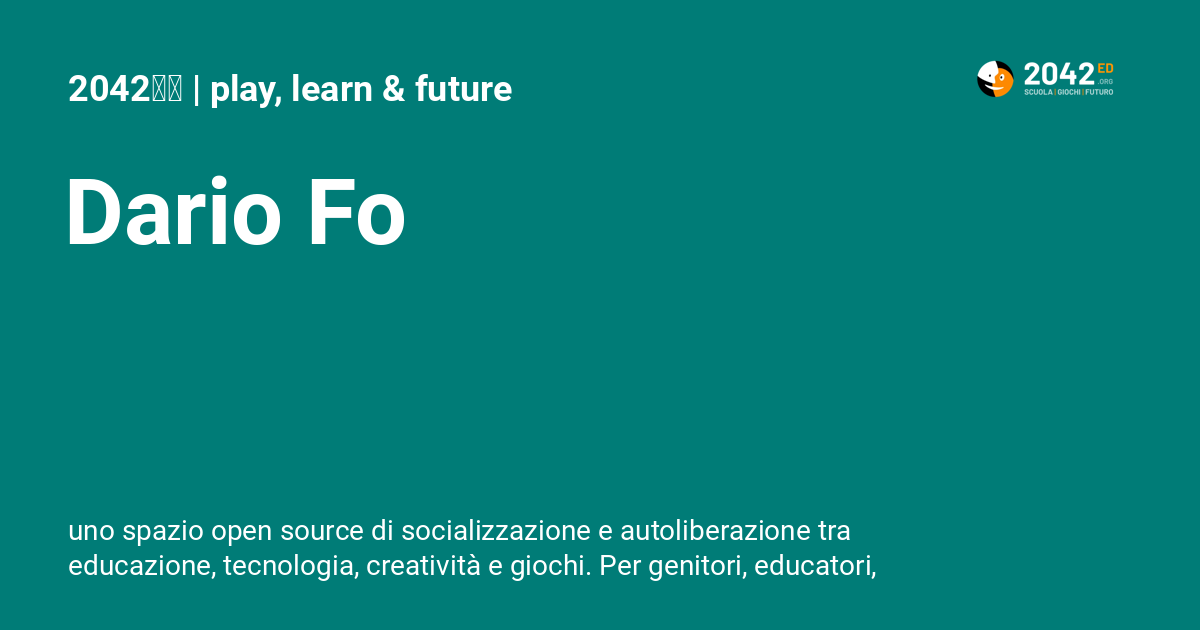 2042 | play, learn & future
2042 ED
.ORG
SCUOLA | GIOCHI | FUTURO
Dario Fo
uno spazio open source di socializzazione e autoliberazione tra
educazione, tecnologia, creatività e giochi. Per genitori, educatori,